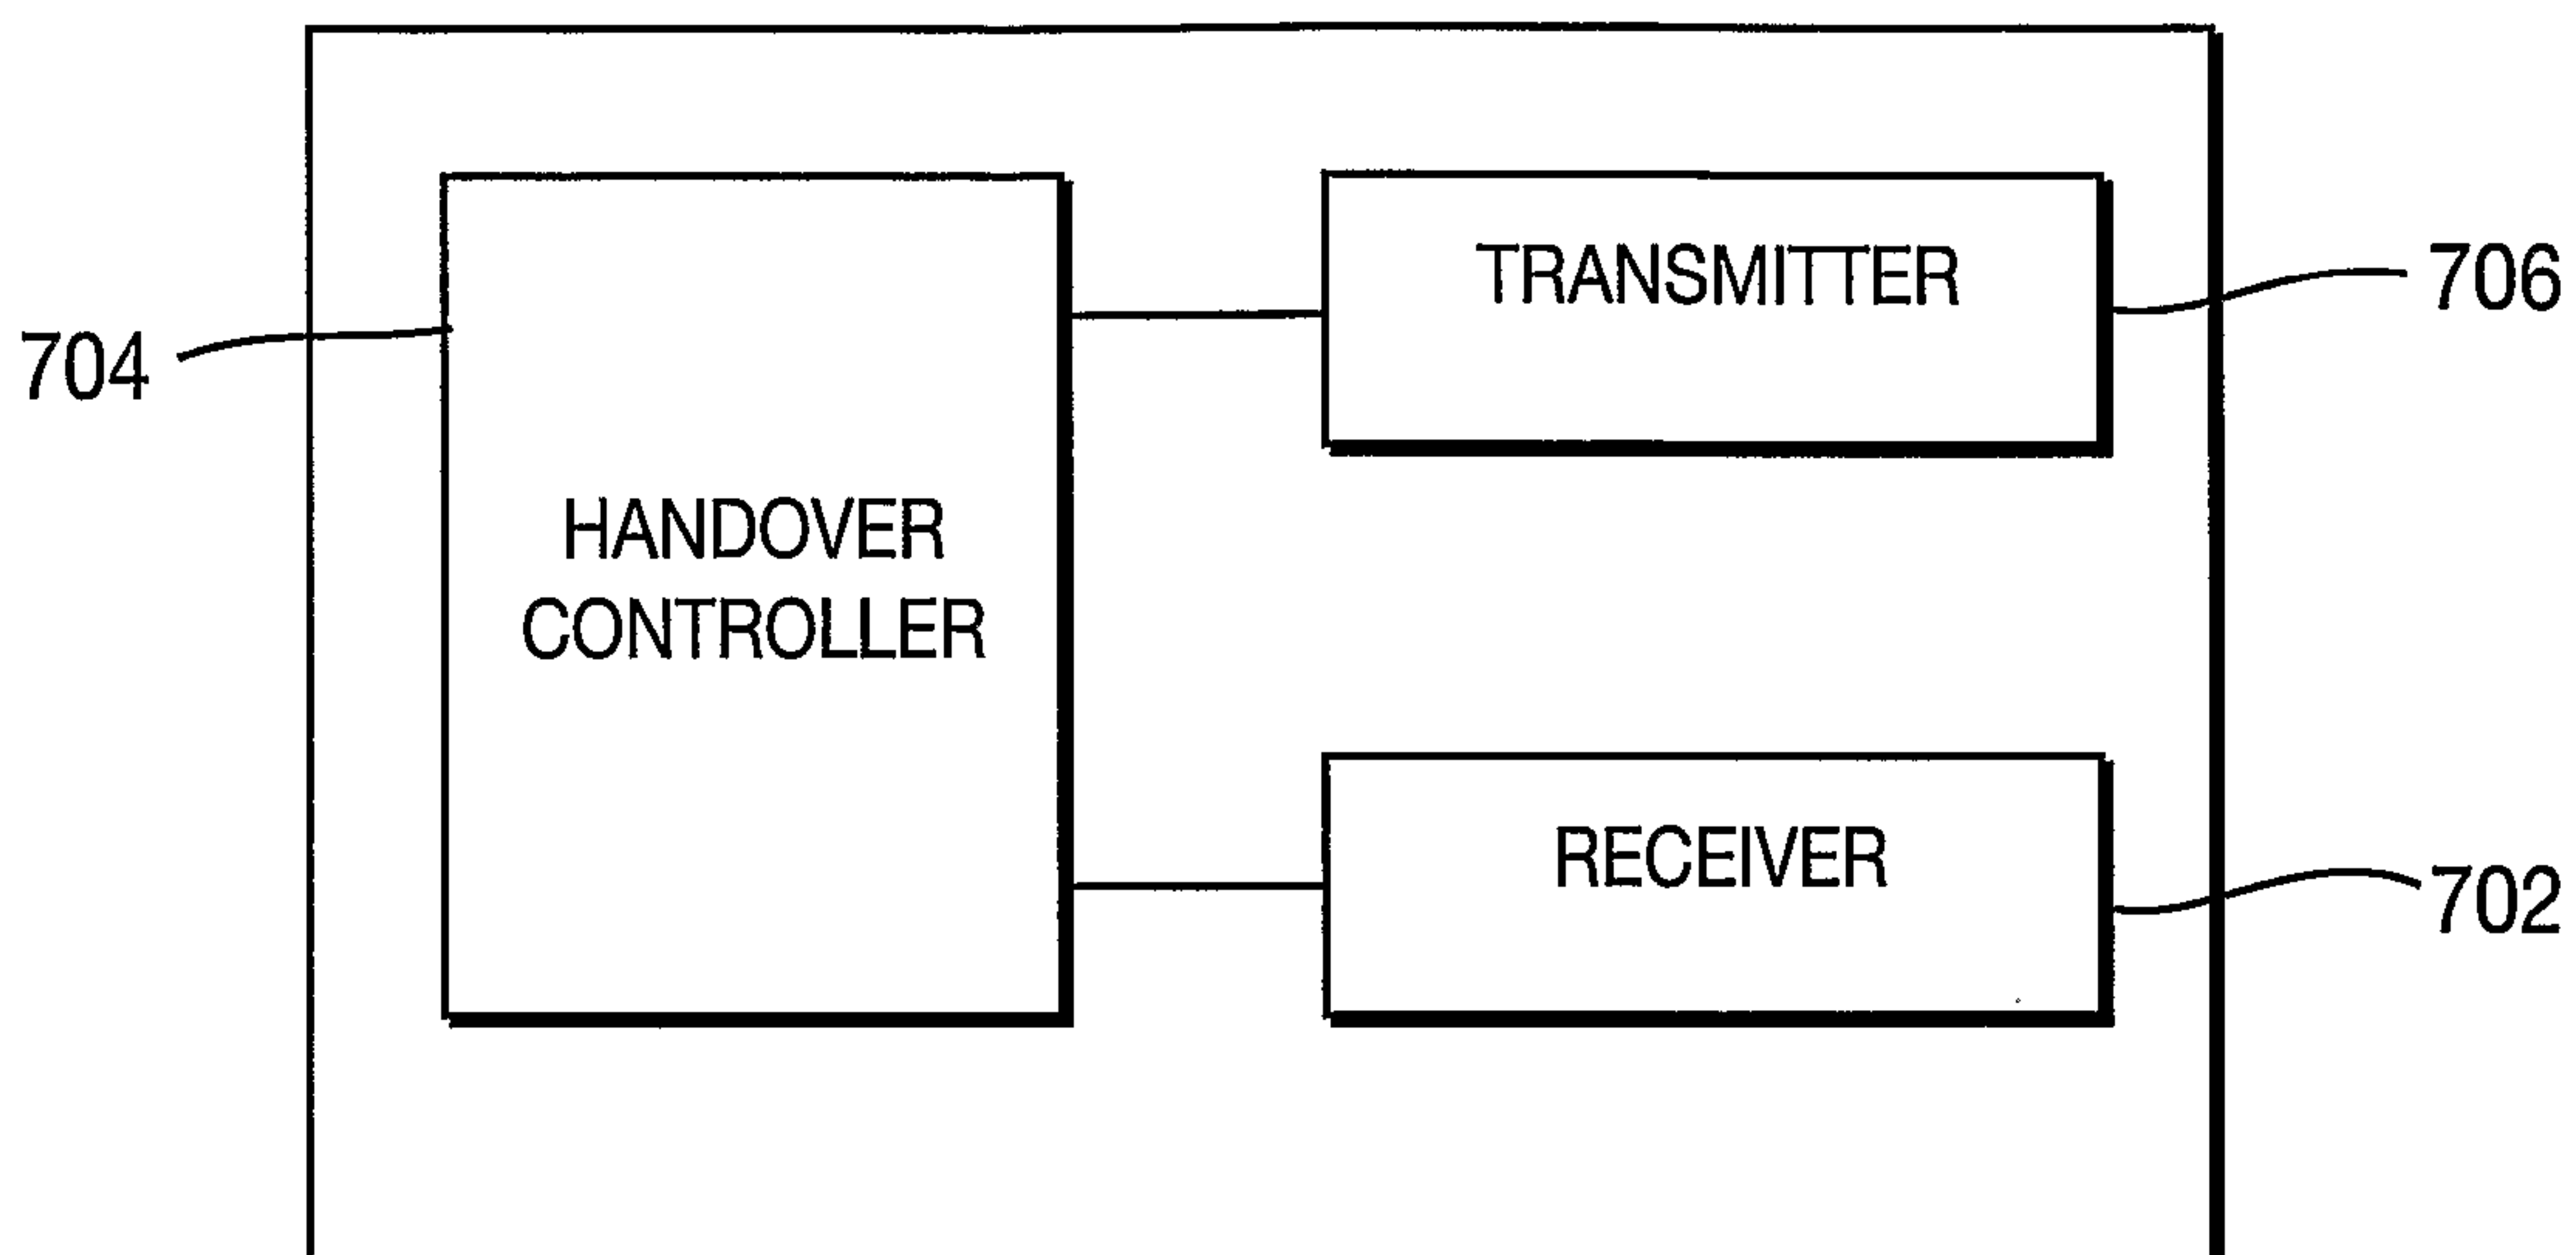 TRANSMITTER
706
704
HANDOVER
CONTROLLER
RECEIVER
702